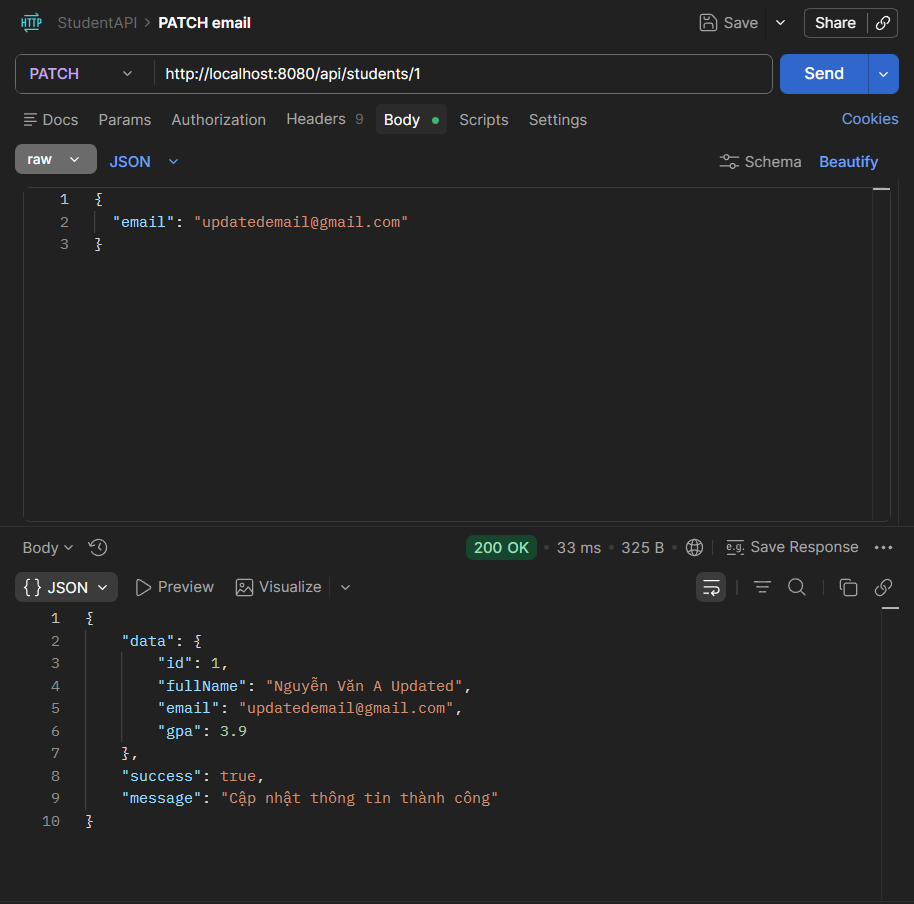 HTTP StudentAPI > PATCH email Save Share
PATCH http://localhost:8080/api/students/1 Send
Docs Params Authorization Headers 9 Body Scripts Settings Cookies
raw JSON Schema Beautify
1 {
2 "email": "updatedemail@gmail.com"
3 }
Body 200 OK • 33 ms • 325 B • e.g. Save Response
{} JSON Preview Visualize
1 {
2 "data": {
3 "id": 1,
4 "fullName": "Nguyễn Văn A Updated",
5 "email": "updatedemail@gmail.com",
6 "gpa": 3.9
7 },
8 "success": true,
9 "message": "Cập nhật thông tin thành công"
10 }